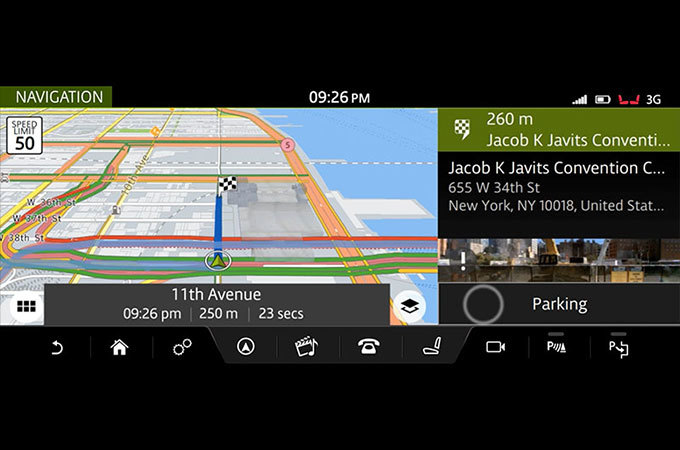 NAVIGATION
09:26 PM
3G
SPEED
LIMIT
50
5
10th Ave
W 36th St
W 37th St
38th St
11th Avenue
09:26 pm | 250 m | 23 secs
260 m
Jacob K Javits Conventi...
Jacob K Javits Convention C...
655 W 34th St
New York, NY 10018, United Stat...
Parking
P
P